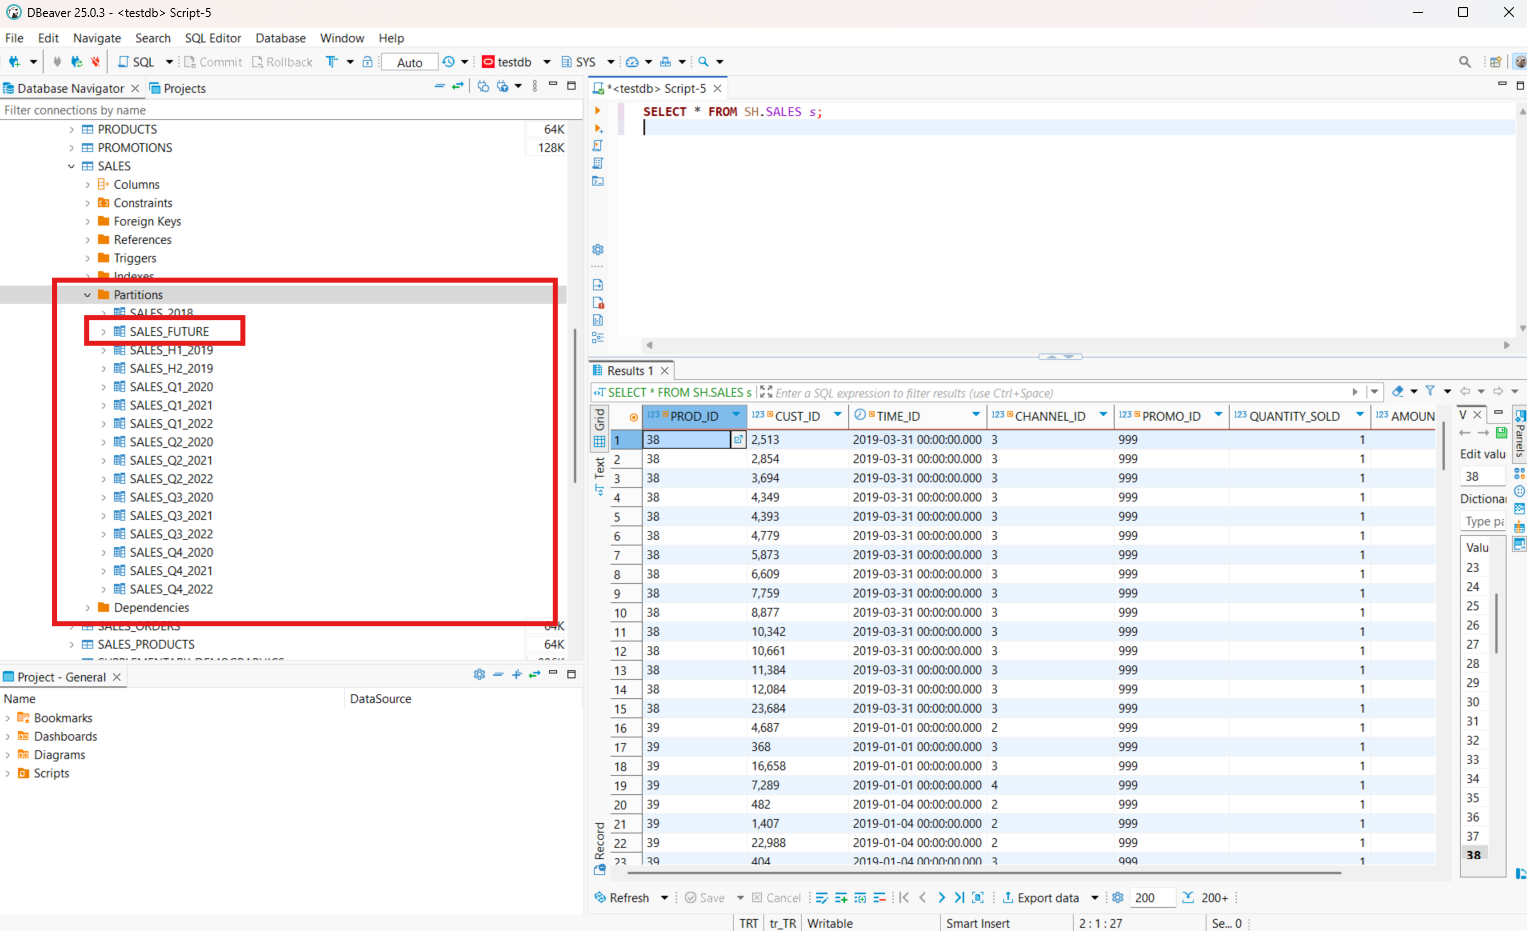 DBeaver 25.0.3 - <testdb> Script-5
File Edit Navigate Search SQL Editor Database Window Help
SQL Commit Rollback T Auto testdb SYS
Database Navigator Projects
*<testdb> Script-5
Filter connections by name
PRODUCTS 64K
PROMOTIONS 128K
SALES
Columns
Constraints
Foreign Keys
References
Triggers
Indexes
Partitions
SALES_2018
SALES_FUTURE
SALES_H1_2019
SALES_H2_2019
SALES_Q1_2020
SALES_Q1_2021
SALES_Q1_2022
SALES_Q2_2020
SALES_Q2_2021
SALES_Q2_2022
SALES_Q3_2020
SALES_Q3_2021
SALES_Q3_2022
SALES_Q4_2020
SALES_Q4_2021
SALES_Q4_2022
Dependencies
SALES_ORDERS 64K
SALES_PRODUCTS 64K
Project - General
Name DataSource
Bookmarks
Dashboards
Diagrams
Scripts
SELECT * FROM SH.SALES s;
Results 1
SELECT * FROM SH.SALES s Enter a SQL expression to filter results (use Ctrl+Space)
Grid
Text
Record
123 PROD_ID 123 CUST_ID TIME_ID 123 CHANNEL_ID 123 PROMO_ID 123 QUANTITY_SOLD 123 AMOUN
1 38 2,513 2019-03-31 00:00:00.000 3 999 1
2 38 2,854 2019-03-31 00:00:00.000 3 999 1
3 38 3,694 2019-03-31 00:00:00.000 3 999 1
4 38 4,349 2019-03-31 00:00:00.000 3 999 1
5 38 4,393 2019-03-31 00:00:00.000 3 999 1
6 38 4,779 2019-03-31 00:00:00.000 3 999 1
7 38 5,873 2019-03-31 00:00:00.000 3 999 1
8 38 6,609 2019-03-31 00:00:00.000 3 999 1
9 38 7,759 2019-03-31 00:00:00.000 3 999 1
10 38 8,877 2019-03-31 00:00:00.000 3 999 1
11 38 10,342 2019-03-31 00:00:00.000 3 999 1
12 38 10,661 2019-03-31 00:00:00.000 3 999 1
13 38 11,384 2019-03-31 00:00:00.000 3 999 1
14 38 12,084 2019-03-31 00:00:00.000 3 999 1
15 38 23,684 2019-03-31 00:00:00.000 3 999 1
16 39 4,687 2019-01-01 00:00:00.000 2 999 1
17 39 368 2019-01-01 00:00:00.000 3 999 1
18 39 16,658 2019-01-01 00:00:00.000 3 999 1
19 39 7,289 2019-01-01 00:00:00.000 4 999 1
20 39 482 2019-01-04 00:00:00.000 2 999 1
21 39 1,407 2019-01-04 00:00:00.000 2 999 1
22 39 22,988 2019-01-04 00:00:00.000 2 999 1
23 39 404 2019-01-04 00:00:00.000 3 999 1
V
Panels
Edit valu
38
Dictionar
Type pa
Valu
23
24
25
26
27
28
29
30
31
32
33
34
35
36
37
38
Refresh Save Cancel Export data 200 200+
TRT tr_TR Writable Smart Insert 2 : 1 : 27 Se... 0